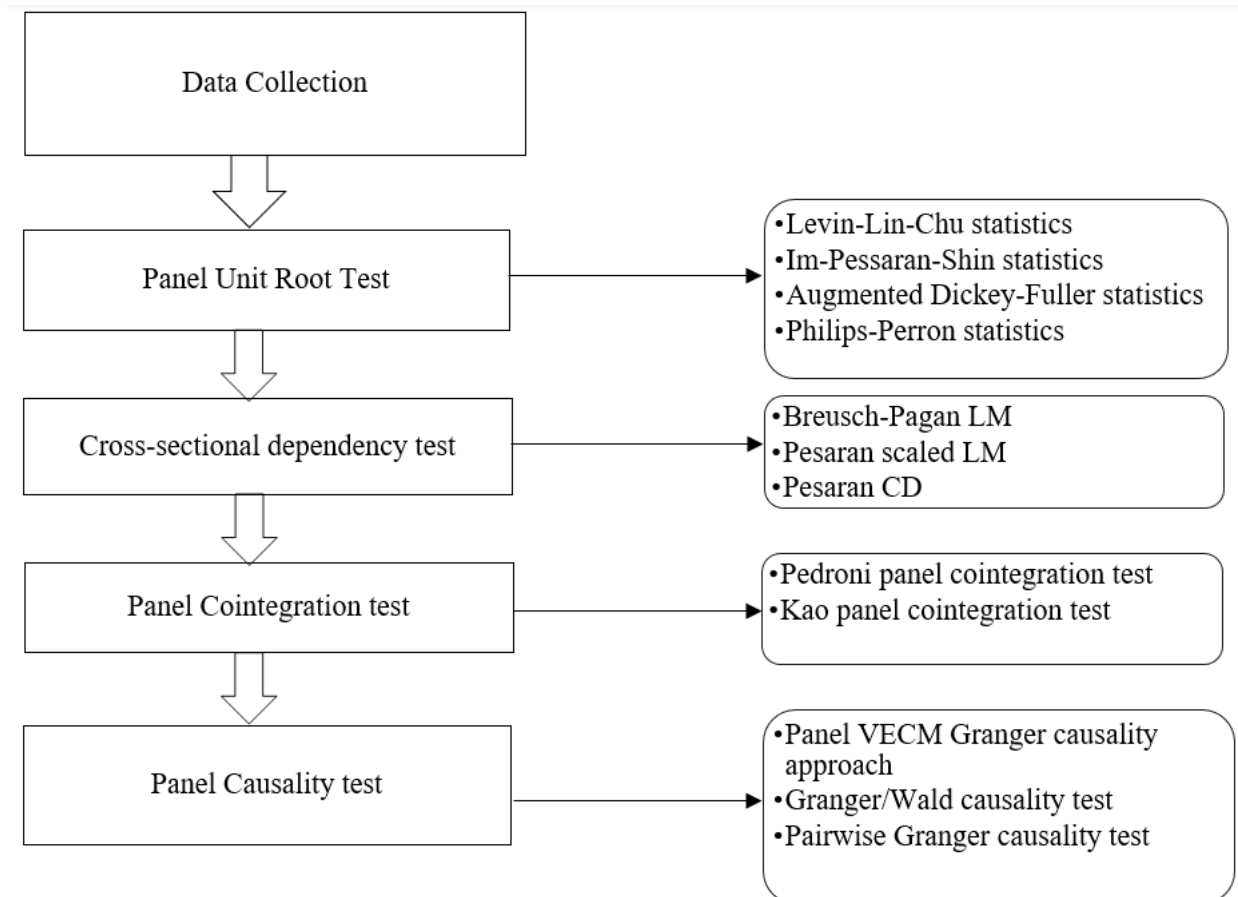 Data Collection
Panel Unit Root Test
•Levin-Lin-Chu statistics
•Im-Pessaran-Shin statistics
•Augmented Dickey-Fuller statistics
•Philips-Perron statistics
Cross-sectional dependency test
•Breusch-Pagan LM
•Pesaran scaled LM
•Pesaran CD
Panel Cointegration test
•Pedroni panel cointegration test
•Kao panel cointegration test
Panel Causality test
•Panel VECM Granger causality
approach
•Granger/Wald causality test
•Pairwise Granger causality test